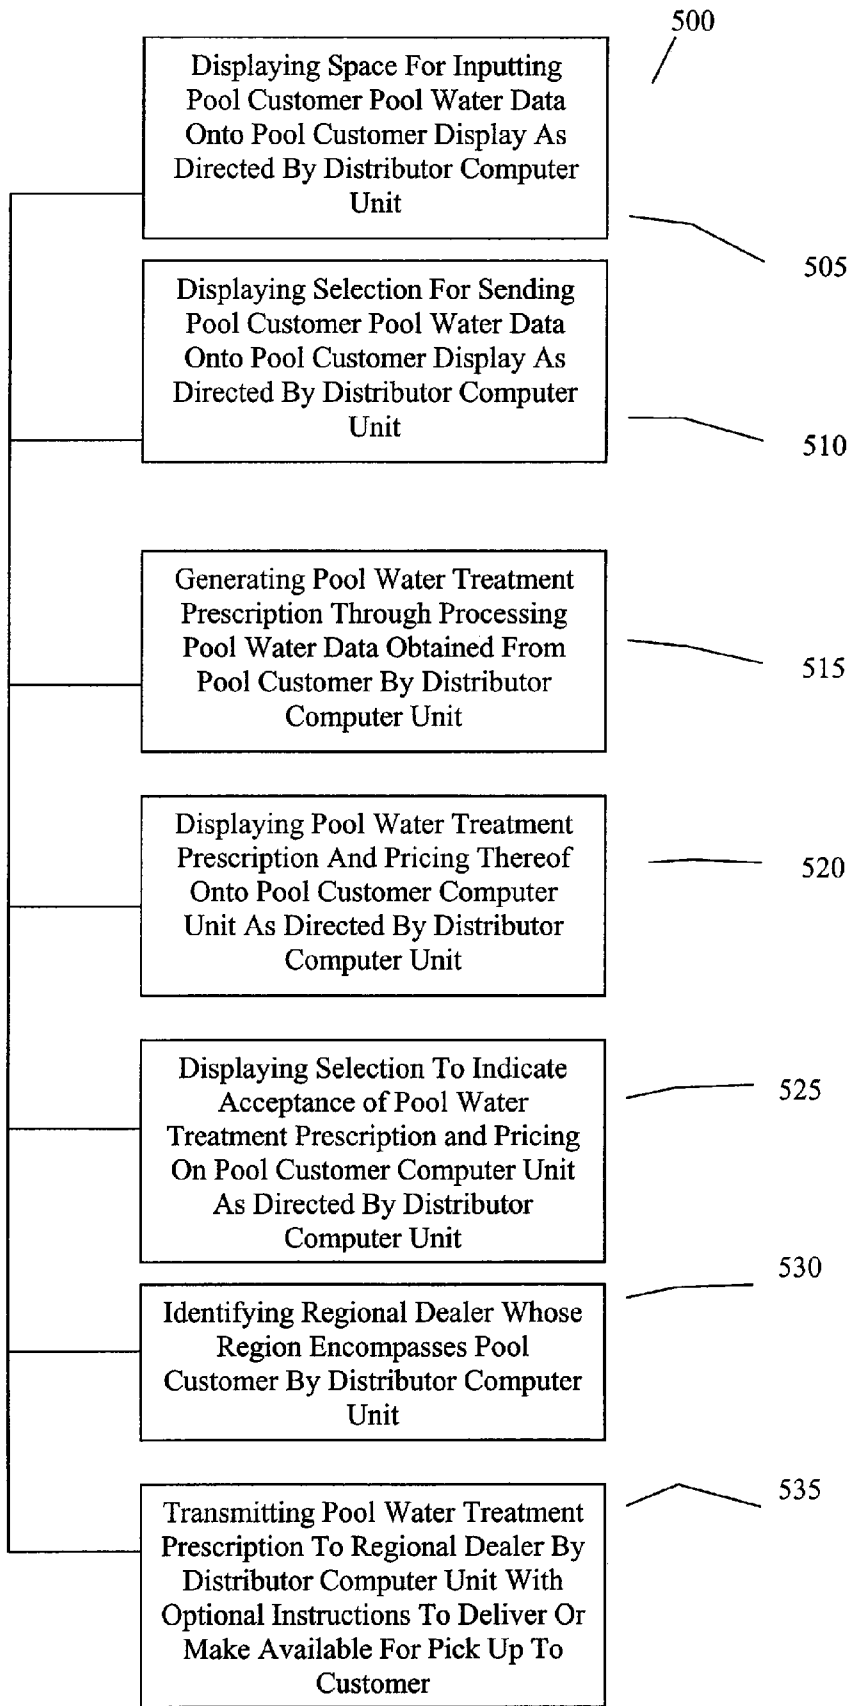 500
Displaying Space For Inputting
Pool Customer Pool Water Data
Onto Pool Customer Display As
Directed By Distributor Computer
Unit
505
Displaying Selection For Sending
Pool Customer Pool Water Data
Onto Pool Customer Display As
Directed By Distributor Computer
Unit
510
Generating Pool Water Treatment
Prescription Through Processing
Pool Water Data Obtained From
Pool Customer By Distributor
Computer Unit
515
Displaying Pool Water Treatment
Prescription And Pricing Thereof
Onto Pool Customer Computer
Unit As Directed By Distributor
Computer Unit
520
Displaying Selection To Indicate
Acceptance of Pool Water
Treatment Prescription and Pricing
On Pool Customer Computer Unit
As Directed By Distributor
Computer Unit
525
Identifying Regional Dealer Whose
Region Encompasses Pool
Customer By Distributor Computer
Unit
530
Transmitting Pool Water Treatment
Prescription To Regional Dealer By
Distributor Computer Unit With
Optional Instructions To Deliver Or
Make Available For Pick Up To
Customer
535